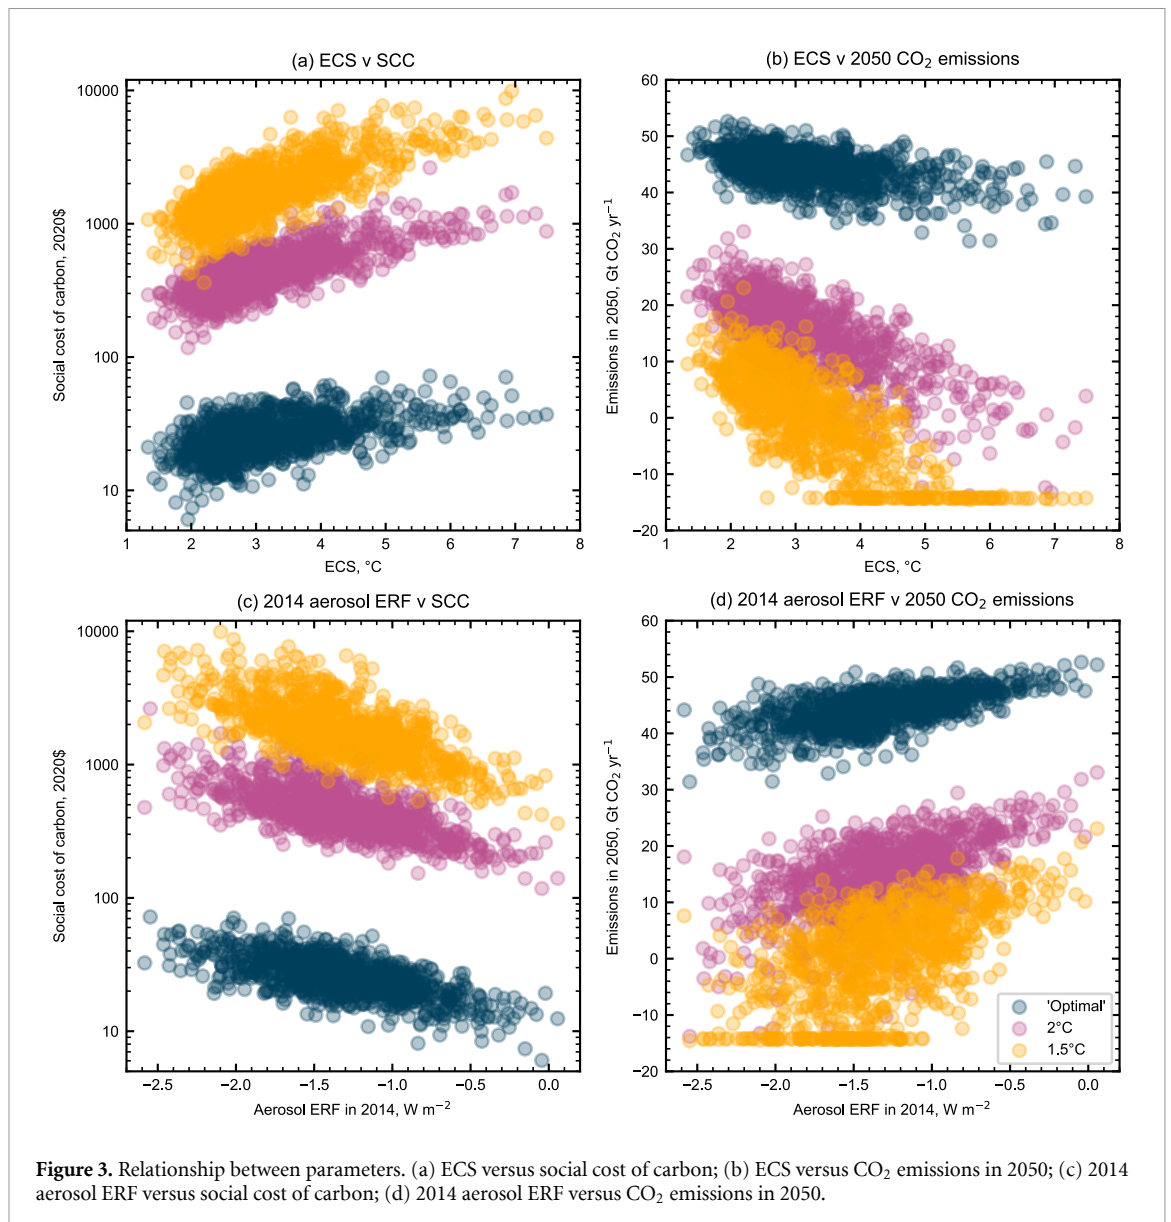 (a) ECS v SCC
10000
1000
100
10
Social cost of carbon, 2020$
1 2 3 4 5 6 7 8
ECS, °C
(b) ECS v 2050 CO₂ emissions
60
50
40
30
20
10
0
−10
−20
Emissions in 2050, Gt CO₂ yr⁻¹
1 2 3 4 5 6 7 8
ECS, °C
(c) 2014 aerosol ERF v SCC
10000
1000
100
10
Social cost of carbon, 2020$
−2.5 −2.0 −1.5 −1.0 −0.5 0.0
Aerosol ERF in 2014, W m⁻²
(d) 2014 aerosol ERF v 2050 CO₂ emissions
60
50
40
30
20
10
0
−10
−20
Emissions in 2050, Gt CO₂ yr⁻¹
−2.5 −2.0 −1.5 −1.0 −0.5 0.0
Aerosol ERF in 2014, W m⁻²
'Optimal'
2°C
1.5°C
Figure 3. Relationship between parameters. (a) ECS versus social cost of carbon; (b) ECS versus CO₂ emissions in 2050; (c) 2014
aerosol ERF versus social cost of carbon; (d) 2014 aerosol ERF versus CO₂ emissions in 2050.